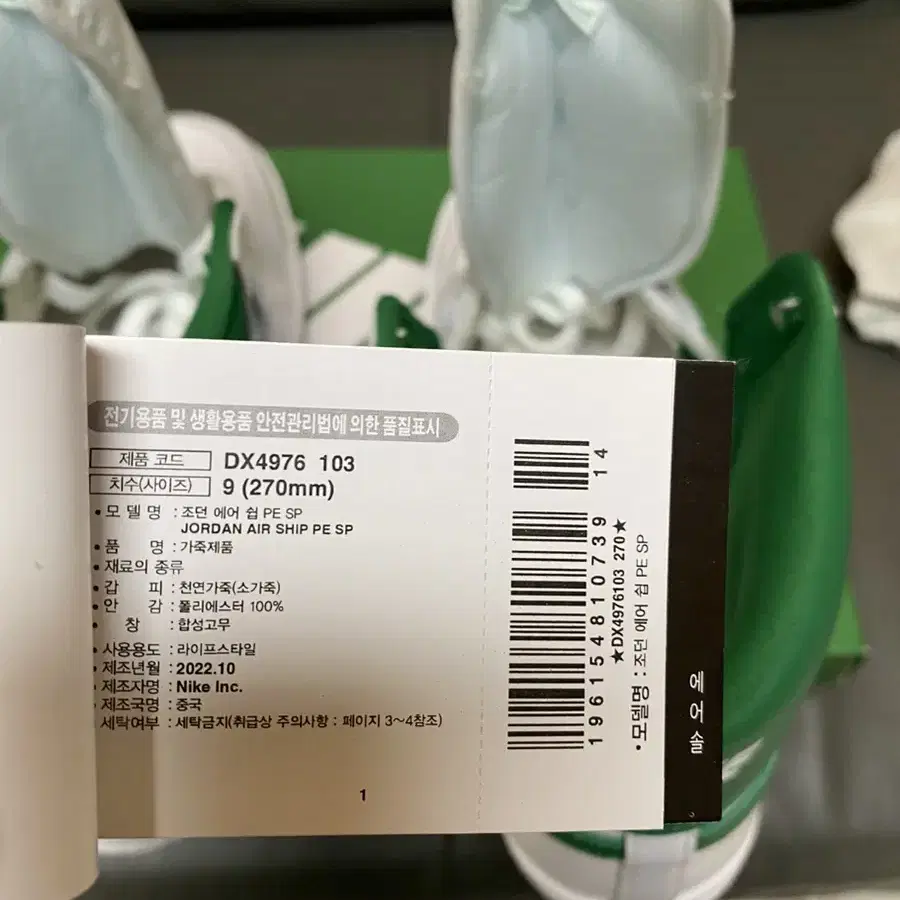 전기용품 및 생활용품 안전관리법에 의한 품질표시
제품 코드 DX4976 103
치수(사이즈) 9 (270mm)
• 모 델 명 : 조던 에어 쉽 PE SP
JORDAN AIR SHIP PE SP
• 품 명 : 가죽제품
• 재료의 종류
• 갑 피 : 천연가죽(소가죽)
• 안 감 : 폴리에스터 100%
• 창 : 합성고무
• 사용용도 : 라이프스타일
• 제조년월 : 2022.10
• 제조자명 : Nike Inc.
• 제조국명 : 중국
• 세탁여부 : 세탁금지(취급상 주의사항 : 페이지 3~4참조)
1
14
196154810739
★DX4976103 270★
• 모델명 : 조던 에어 쉽 PE SP
에어솔